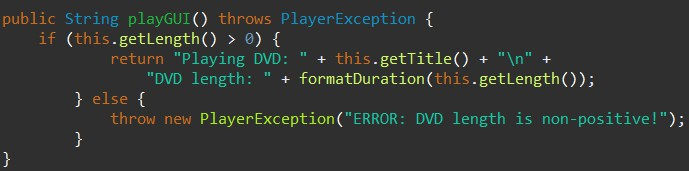 public String playGUI() throws PlayerException {
    if (this.getLength() > 0) {
            return "Playing DVD: " + this.getTitle() + "\n" +
                "DVD length: " + formatDuration(this.getLength());
        } else {
            throw new PlayerException("ERROR: DVD length is non-positive!");
        }
}